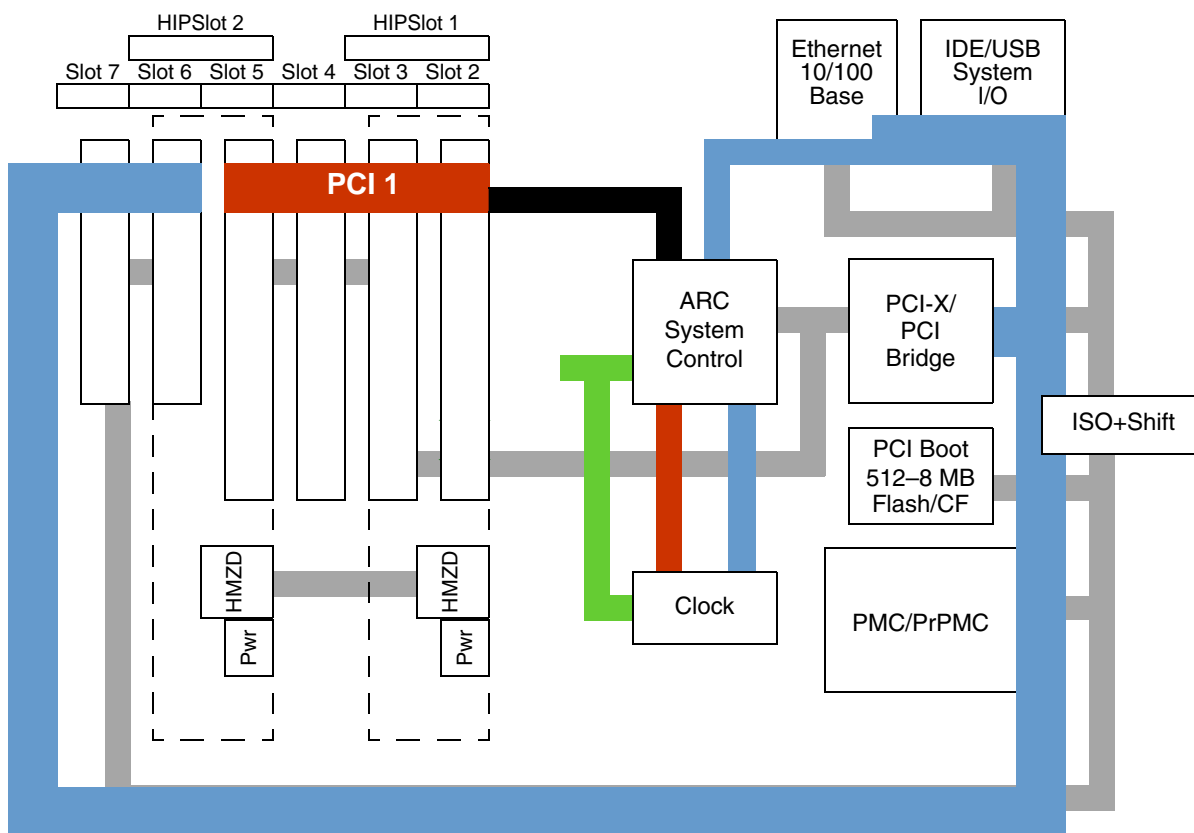 HIPSlot 2
HIPSlot 1
Slot 7
Slot 6
Slot 5
Slot 4
Slot 3
Slot 2
Ethernet
10/100
Base
IDE/USB
System
I/O
PCI 1
ARC
System
Control
PCI-X/
PCI
Bridge
ISO+Shift
PCI Boot
512–8 MB
Flash/CF
HMZD
Pwr
HMZD
Pwr
Clock
PMC/PrPMC